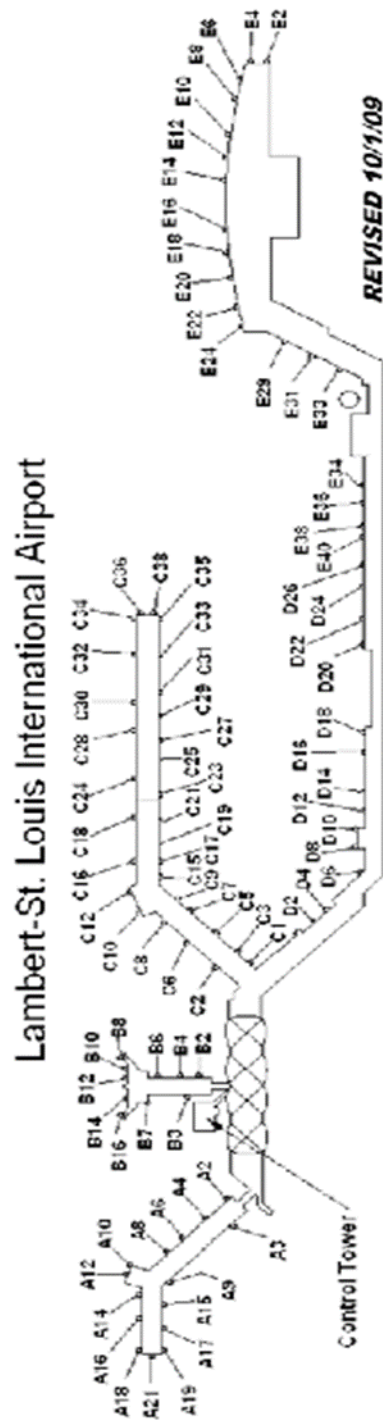 Lambert-St. Louis International Airport
A18
A16
A14
A12
A10
A8
A6
A4
A2
A21
A19
A17
A15
A9
A3
B16
B14
B12
B10
B8
B7
B6
B4
B2
B3
Control Tower
C2
C6
C8
C10
C12
C16
C18
C24
C28
C30
C32
C34
C36
C38
C35
C33
C31
C29
C27
C25
C23
C21
C19
C17
C15
C9
C7
C5
C3
C1
D2
D4
D6
D8
D10
D12
D14
D16
D18
D20
D22
D24
D26
E40
E38
E36
E34
E33
E31
E29
E24
E22
E20
E18
E16
E14
E12
E10
E8
E6
E4
E2
REVISED 10/1/09